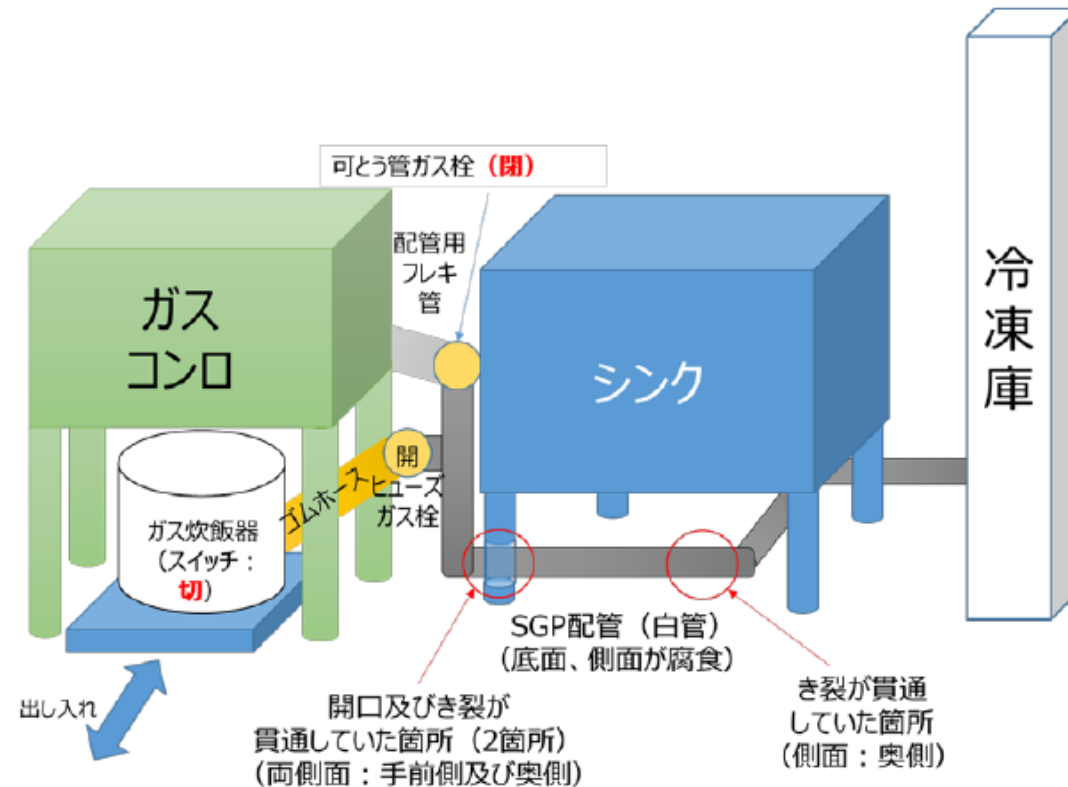 可とう管ガス栓（閉）
配管用
フレキ
管
ガス
コンロ
シンク
冷凍庫
開
ゴムホース
ヒューズ
ガス栓
ガス炊飯器
（スイッチ：
切）
出し入れ
SGP配管（白管）
（底面、側面が腐食）
開口及びき裂が
貫通していた箇所（2箇所）
（両側面：手前側及び奥側）
き裂が貫通
していた箇所
（側面：奥側）